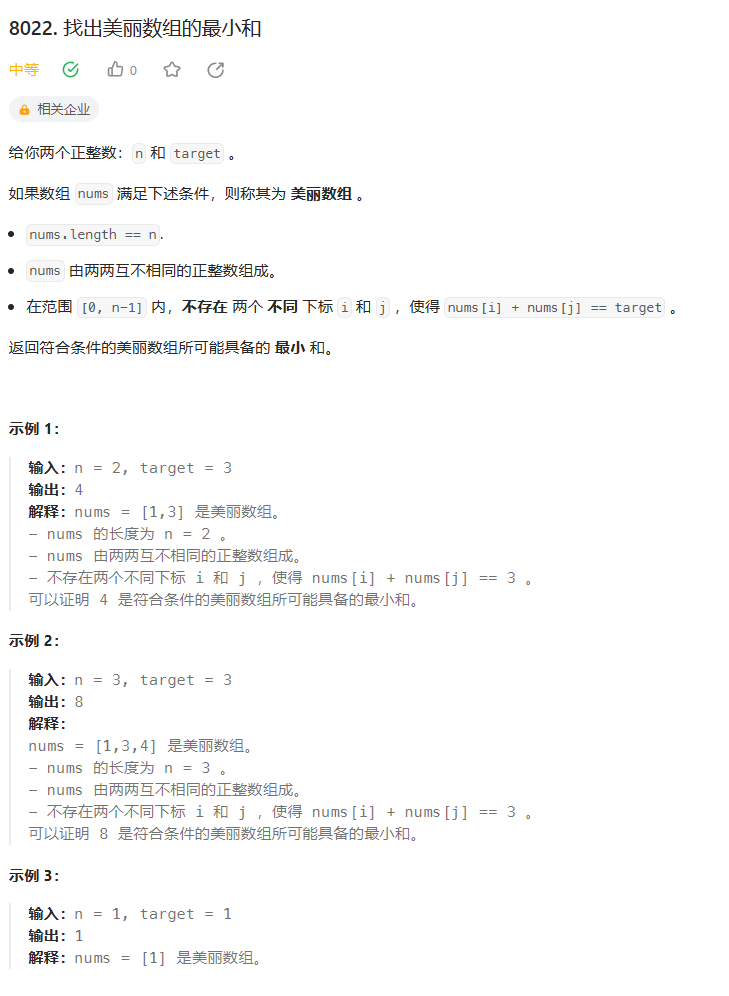 8022. 找出美丽数组的最小和
中等 0
相关企业
给你两个正整数：n 和 target 。
如果数组 nums 满足下述条件，则称其为 美丽数组 。
• nums.length == n.
• nums 由两两互不相同的正整数组成。
• 在范围 [0, n-1] 内，不存在 两个 不同 下标 i 和 j ，使得 nums[i] + nums[j] == target 。
返回符合条件的美丽数组所可能具备的 最小 和。
示例 1：
输入：n = 2, target = 3
输出：4
解释：nums = [1,3] 是美丽数组。
- nums 的长度为 n = 2 。
- nums 由两两互不相同的正整数组成。
- 不存在两个不同下标 i 和 j ，使得 nums[i] + nums[j] == 3 。
可以证明 4 是符合条件的美丽数组所可能具备的最小和。
示例 2：
输入：n = 3, target = 3
输出：8
解释：
nums = [1,3,4] 是美丽数组。
- nums 的长度为 n = 3 。
- nums 由两两互不相同的正整数组成。
- 不存在两个不同下标 i 和 j ，使得 nums[i] + nums[j] == 3 。
可以证明 8 是符合条件的美丽数组所可能具备的最小和。
示例 3：
输入：n = 1, target = 1
输出：1
解释：nums = [1] 是美丽数组。